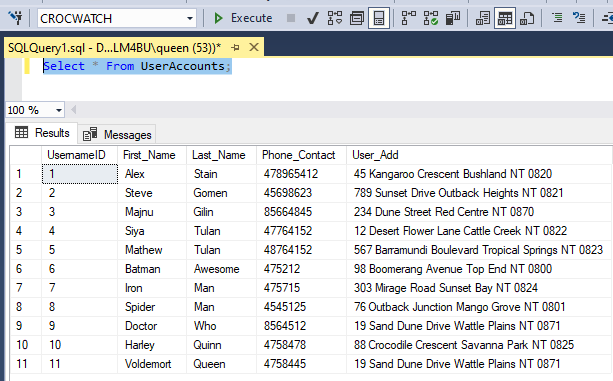 CROCWATCH Execute
SQLQuery1.sql - D...LM4BU\queen (53))*
Select * From UserAccounts;
100 %
Results Messages
UsernameID First_Name Last_Name Phone_Contact User_Add
1 1 Alex Stain 478965412 45 Kangaroo Crescent Bushland NT 0820
2 2 Steve Gomen 45698623 789 Sunset Drive Outback Heights NT 0821
3 3 Majnu Gilin 85664845 234 Dune Street Red Centre NT 0870
4 4 Siya Tulan 47764152 12 Desert Flower Lane Cattle Creek NT 0822
5 5 Mathew Tulan 48764152 567 Barramundi Boulevard Tropical Springs NT 0823
6 6 Batman Awesome 475212 98 Boomerang Avenue Top End NT 0800
7 7 Iron Man 475715 303 Mirage Road Sunset Bay NT 0824
8 8 Spider Man 4545125 76 Outback Junction Mango Grove NT 0801
9 9 Doctor Who 8564512 19 Sand Dune Drive Wattle Plains NT 0871
10 10 Harley Quinn 4758478 88 Crocodile Crescent Savanna Park NT 0825
11 11 Voldemort Queen 4758445 19 Sand Dune Drive Wattle Plains NT 0871